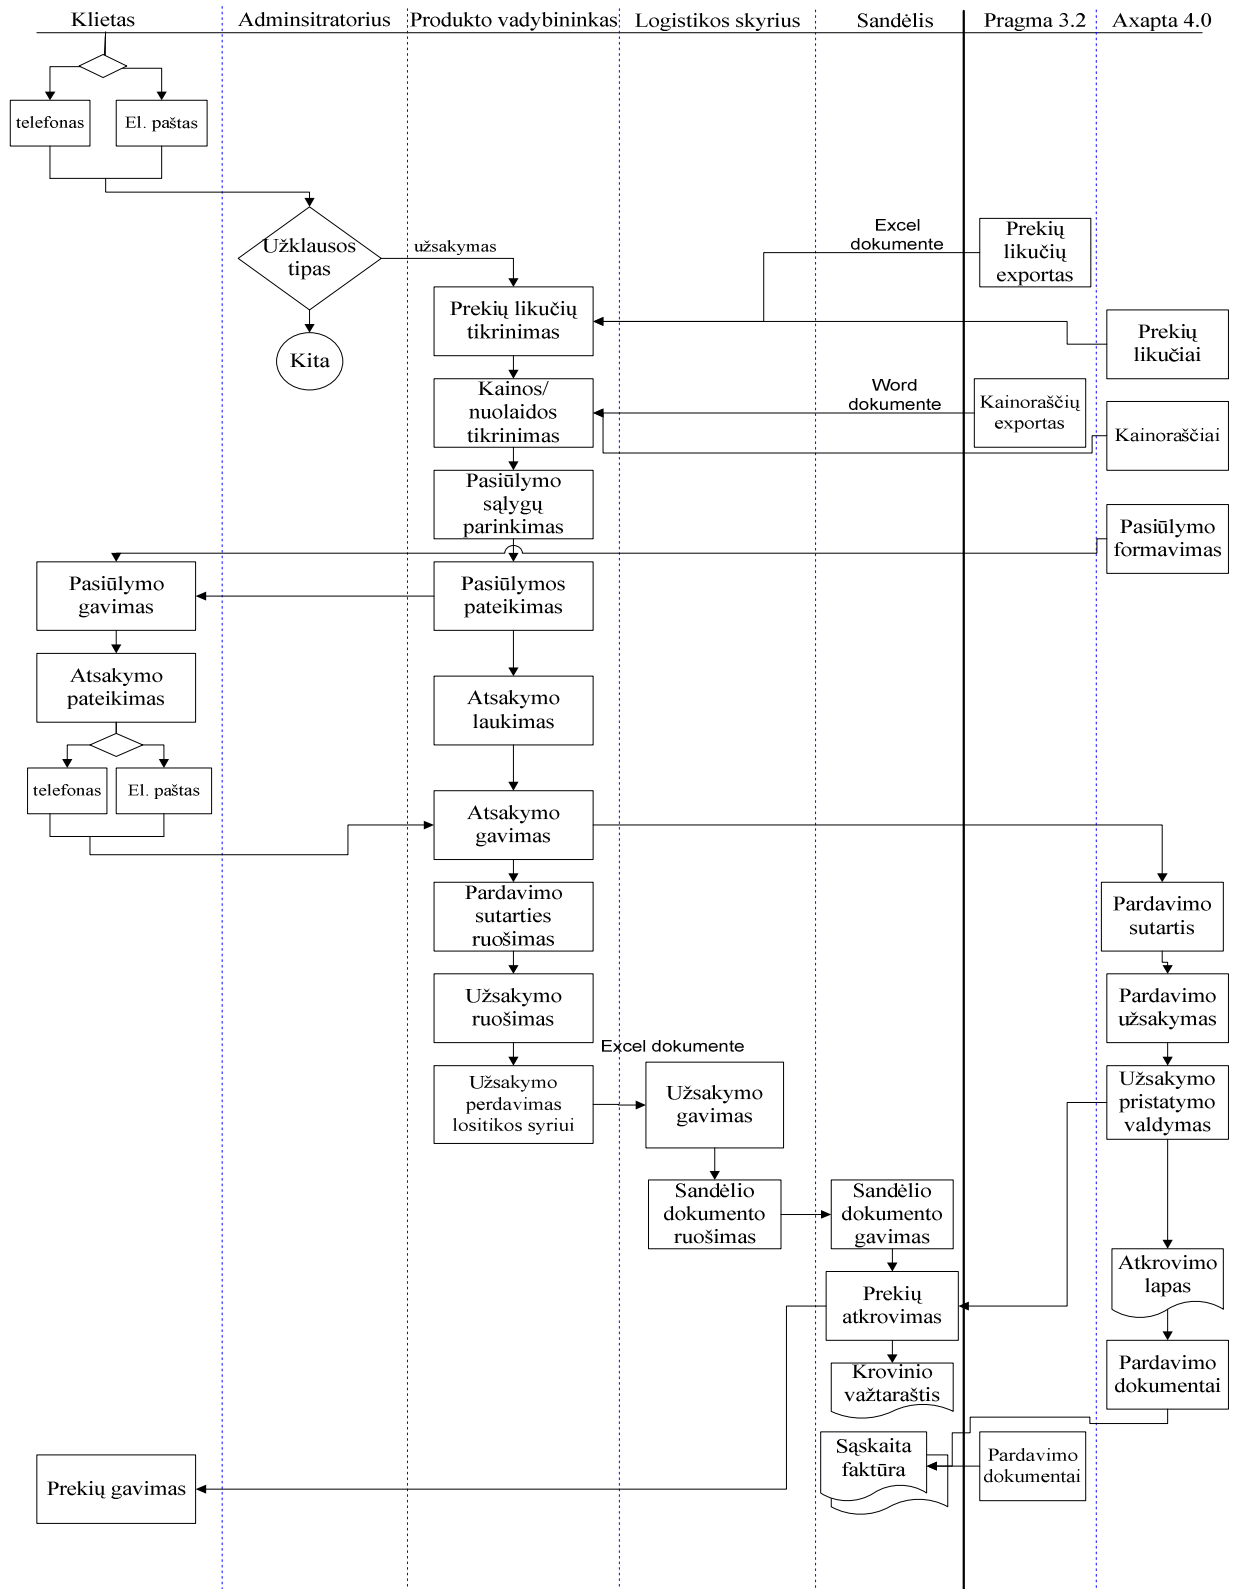 Klietas
Adminsitratorius
Produkto vadybininkas
Logistikos skyrius
Sandėlis
Pragma 3.2
Axapta 4.0
telefonas
El. paštas
Užklausos
tipas
užsakymas
Kita
Excel
dokumente
Prekių
likučių
exportas
Prekių likučių
tikrinimas
Prekių
likučiai
Kainos/
nuolaidos
tikrinimas
Word
dokumente
Kainoraščių
exportas
Kainoraščiai
Pasiūlymo
sąlygų
parinkimas
Pasiūlymo
formavimas
Pasiūlymo
gavimas
Pasiūlymos
pateikimas
Atsakymo
pateikimas
Atsakymo
laukimas
telefonas
El. paštas
Atsakymo
gavimas
Pardavimo
sutarties
ruošimas
Pardavimo
sutartis
Užsakymo
ruošimas
Pardavimo
užsakymas
Excel dokumente
Užsakymo
perdavimas
lositikos syriui
Užsakymo
gavimas
Užsakymo
pristatymo
valdymas
Sandėlio
dokumento
ruošimas
Sandėlio
dokumento
gavimas
Atkrovimo
lapas
Prekių
atkrovimas
Krovinio
važtaraštis
Pardavimo
dokumentai
Sąskaita
faktūra
Pardavimo
dokumentai
Prekių gavimas